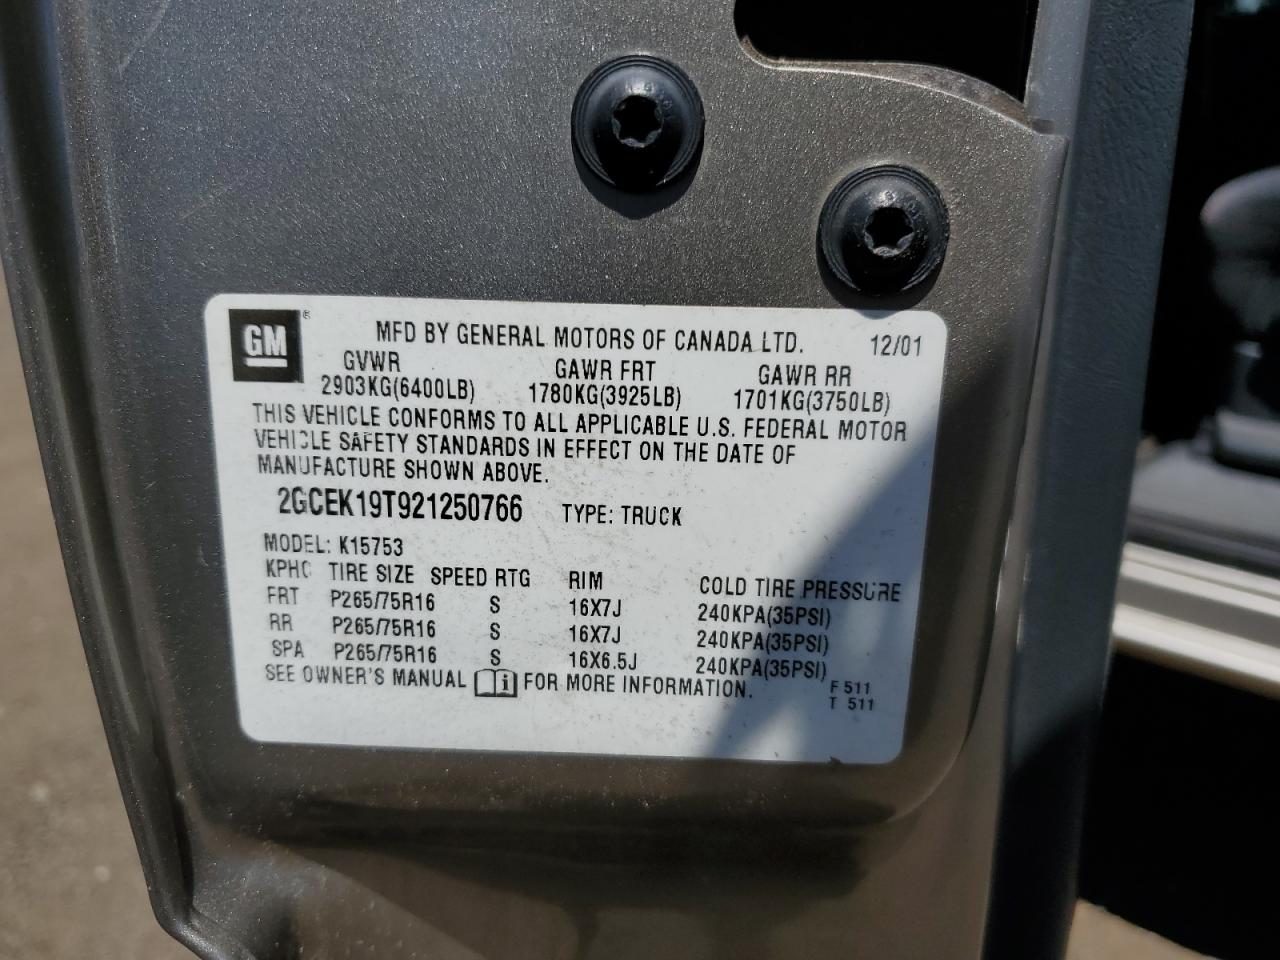 GM ®
MFD BY GENERAL MOTORS OF CANADA LTD. 12/01
GVWR GAWR FRT GAWR RR
2903KG(6400LB) 1780KG(3925LB) 1701KG(3750LB)
THIS VEHICLE CONFORMS TO ALL APPLICABLE U.S. FEDERAL MOTOR
VEHICLE SAFETY STANDARDS IN EFFECT ON THE DATE OF
MANUFACTURE SHOWN ABOVE.
2GCEK19T921250766 TYPE: TRUCK
MODEL: K15753
KPHC TIRE SIZE SPEED RTG RIM COLD TIRE PRESSURE
FRT P265/75R16 S 16X7J 240KPA(35PSI)
RR P265/75R16 S 16X7J 240KPA(35PSI)
SPA P265/75R16 S 16X6.5J 240KPA(35PSI)
SEE OWNER'S MANUAL i FOR MORE INFORMATION. F 511
T 511